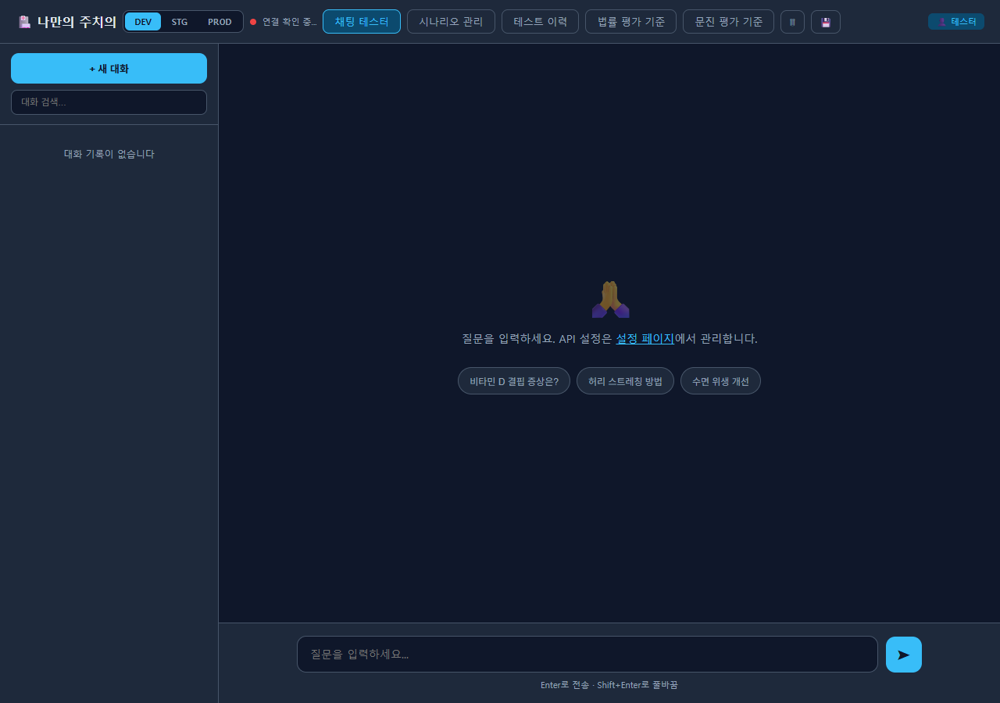 나만의 주치의
DEV STG PROD
연결 확인 중...
채팅 테스터
시나리오 관리
테스트 이력
법률 평가 기준
문진 평가 기준
테스터
+ 새 대화
대화 검색...
대화 기록이 없습니다
질문을 입력하세요. API 설정은 설정 페이지에서 관리합니다.
비타민 D 결핍 증상은?
허리 스트레칭 방법
수면 위생 개선
질문을 입력하세요...
Enter로 전송 · Shift+Enter로 줄바꿈